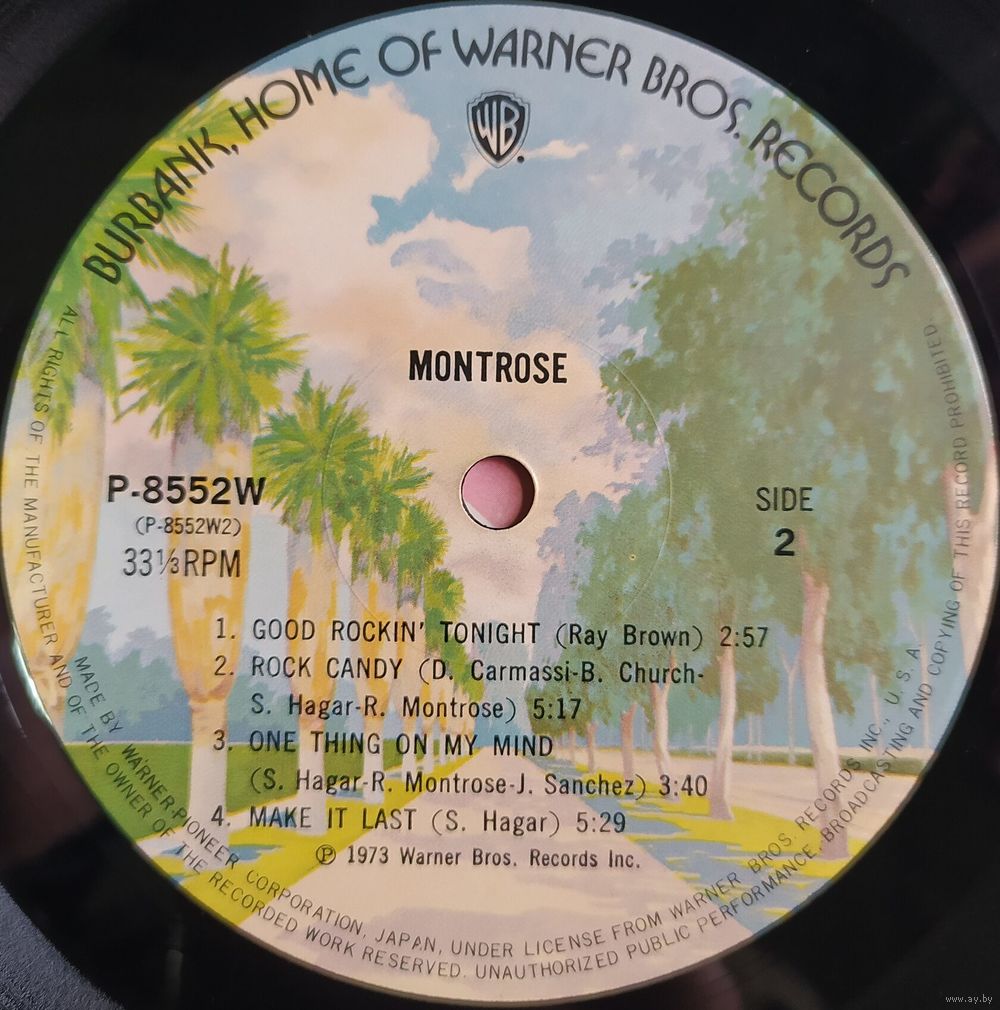 BURBANK, HOME OF WARNER BROS. RECORDS
WB
MONTROSE
P-8552W
(P-8552W2)
33⅓RPM
SIDE
2
1. GOOD ROCKIN' TONIGHT (Ray Brown) 2:57
2. ROCK CANDY (D. Carmassi-B. Church-
S. Hagar-R. Montrose) 5:17
3. ONE THING ON MY MIND
(S. Hagar-R. Montrose-J. Sanchez) 3:40
4. MAKE IT LAST (S. Hagar) 5:29
℗ 1973 Warner Bros. Records Inc.
MADE BY WARNER-PIONEER CORPORATION, JAPAN, UNDER LICENSE FROM WARNER BROS. RECORDS INC., U. S. A.
ALL RIGHTS OF THE MANUFACTURER AND OF THE OWNER OF THE RECORDED WORK RESERVED. UNAUTHORIZED PUBLIC PERFORMANCE, BROADCASTING AND COPYING OF THIS RECORD PROHIBITED.
www.ay.by